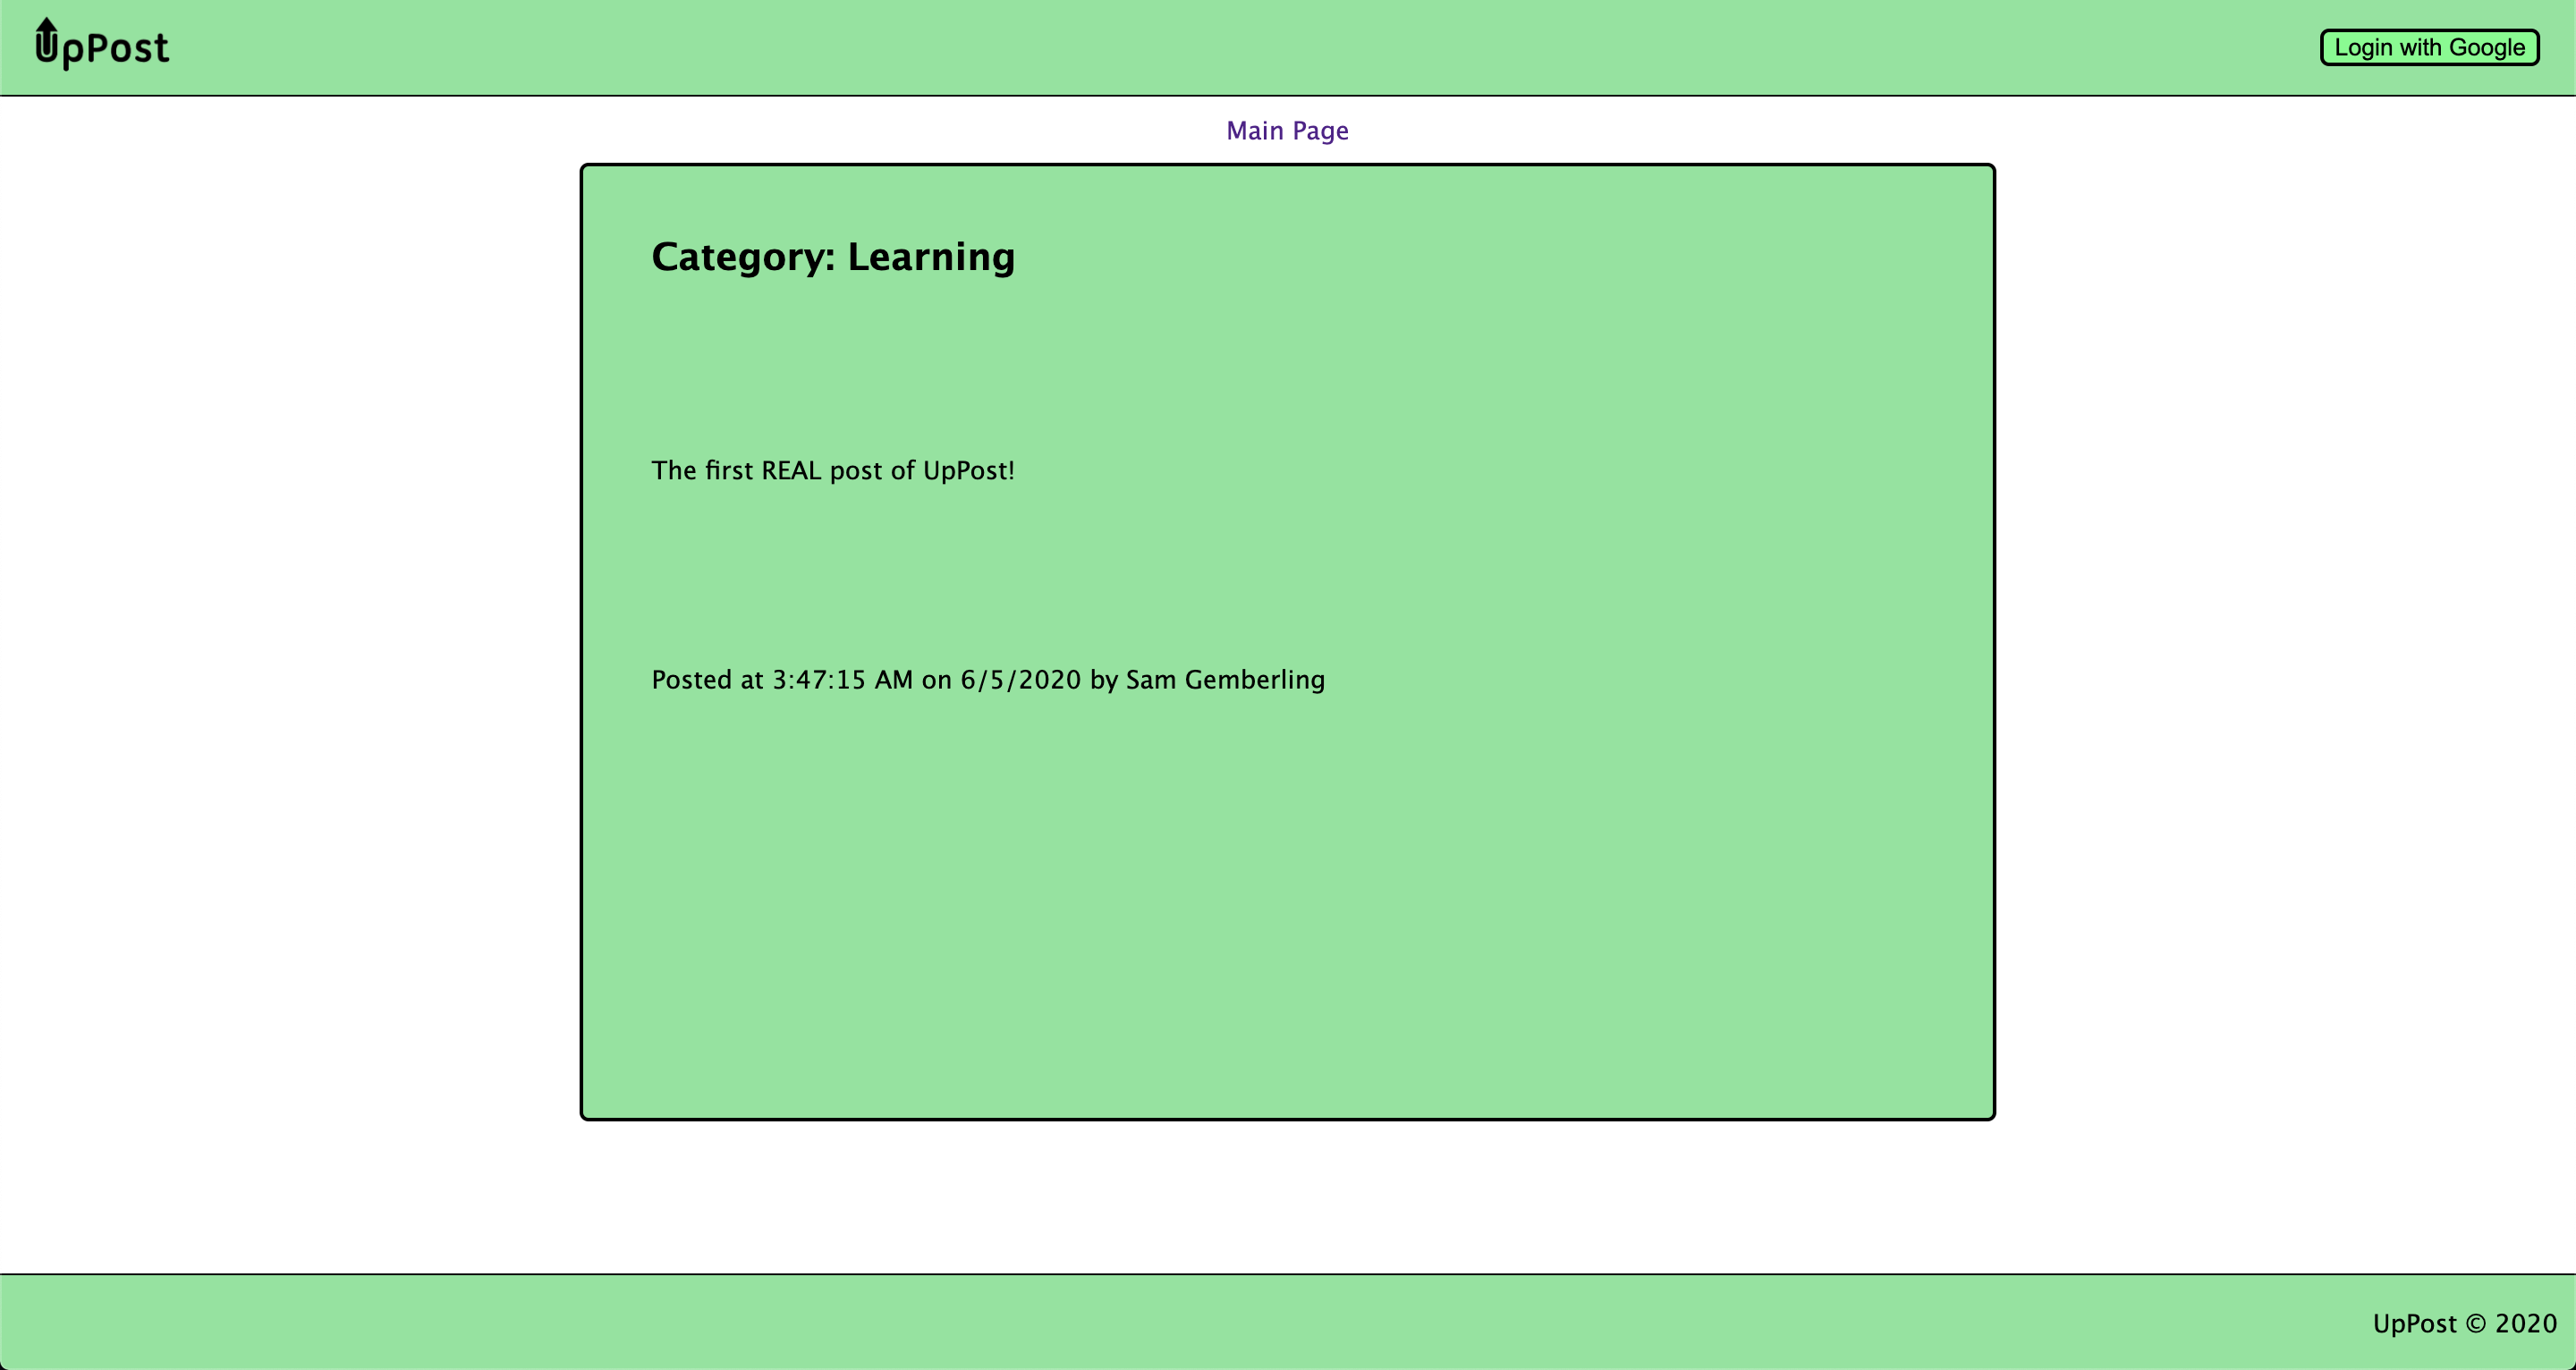 UpPost
Login with Google
Main Page
Category: Learning
The first REAL post of UpPost!
Posted at 3:47:15 AM on 6/5/2020 by Sam Gemberling
UpPost © 2020